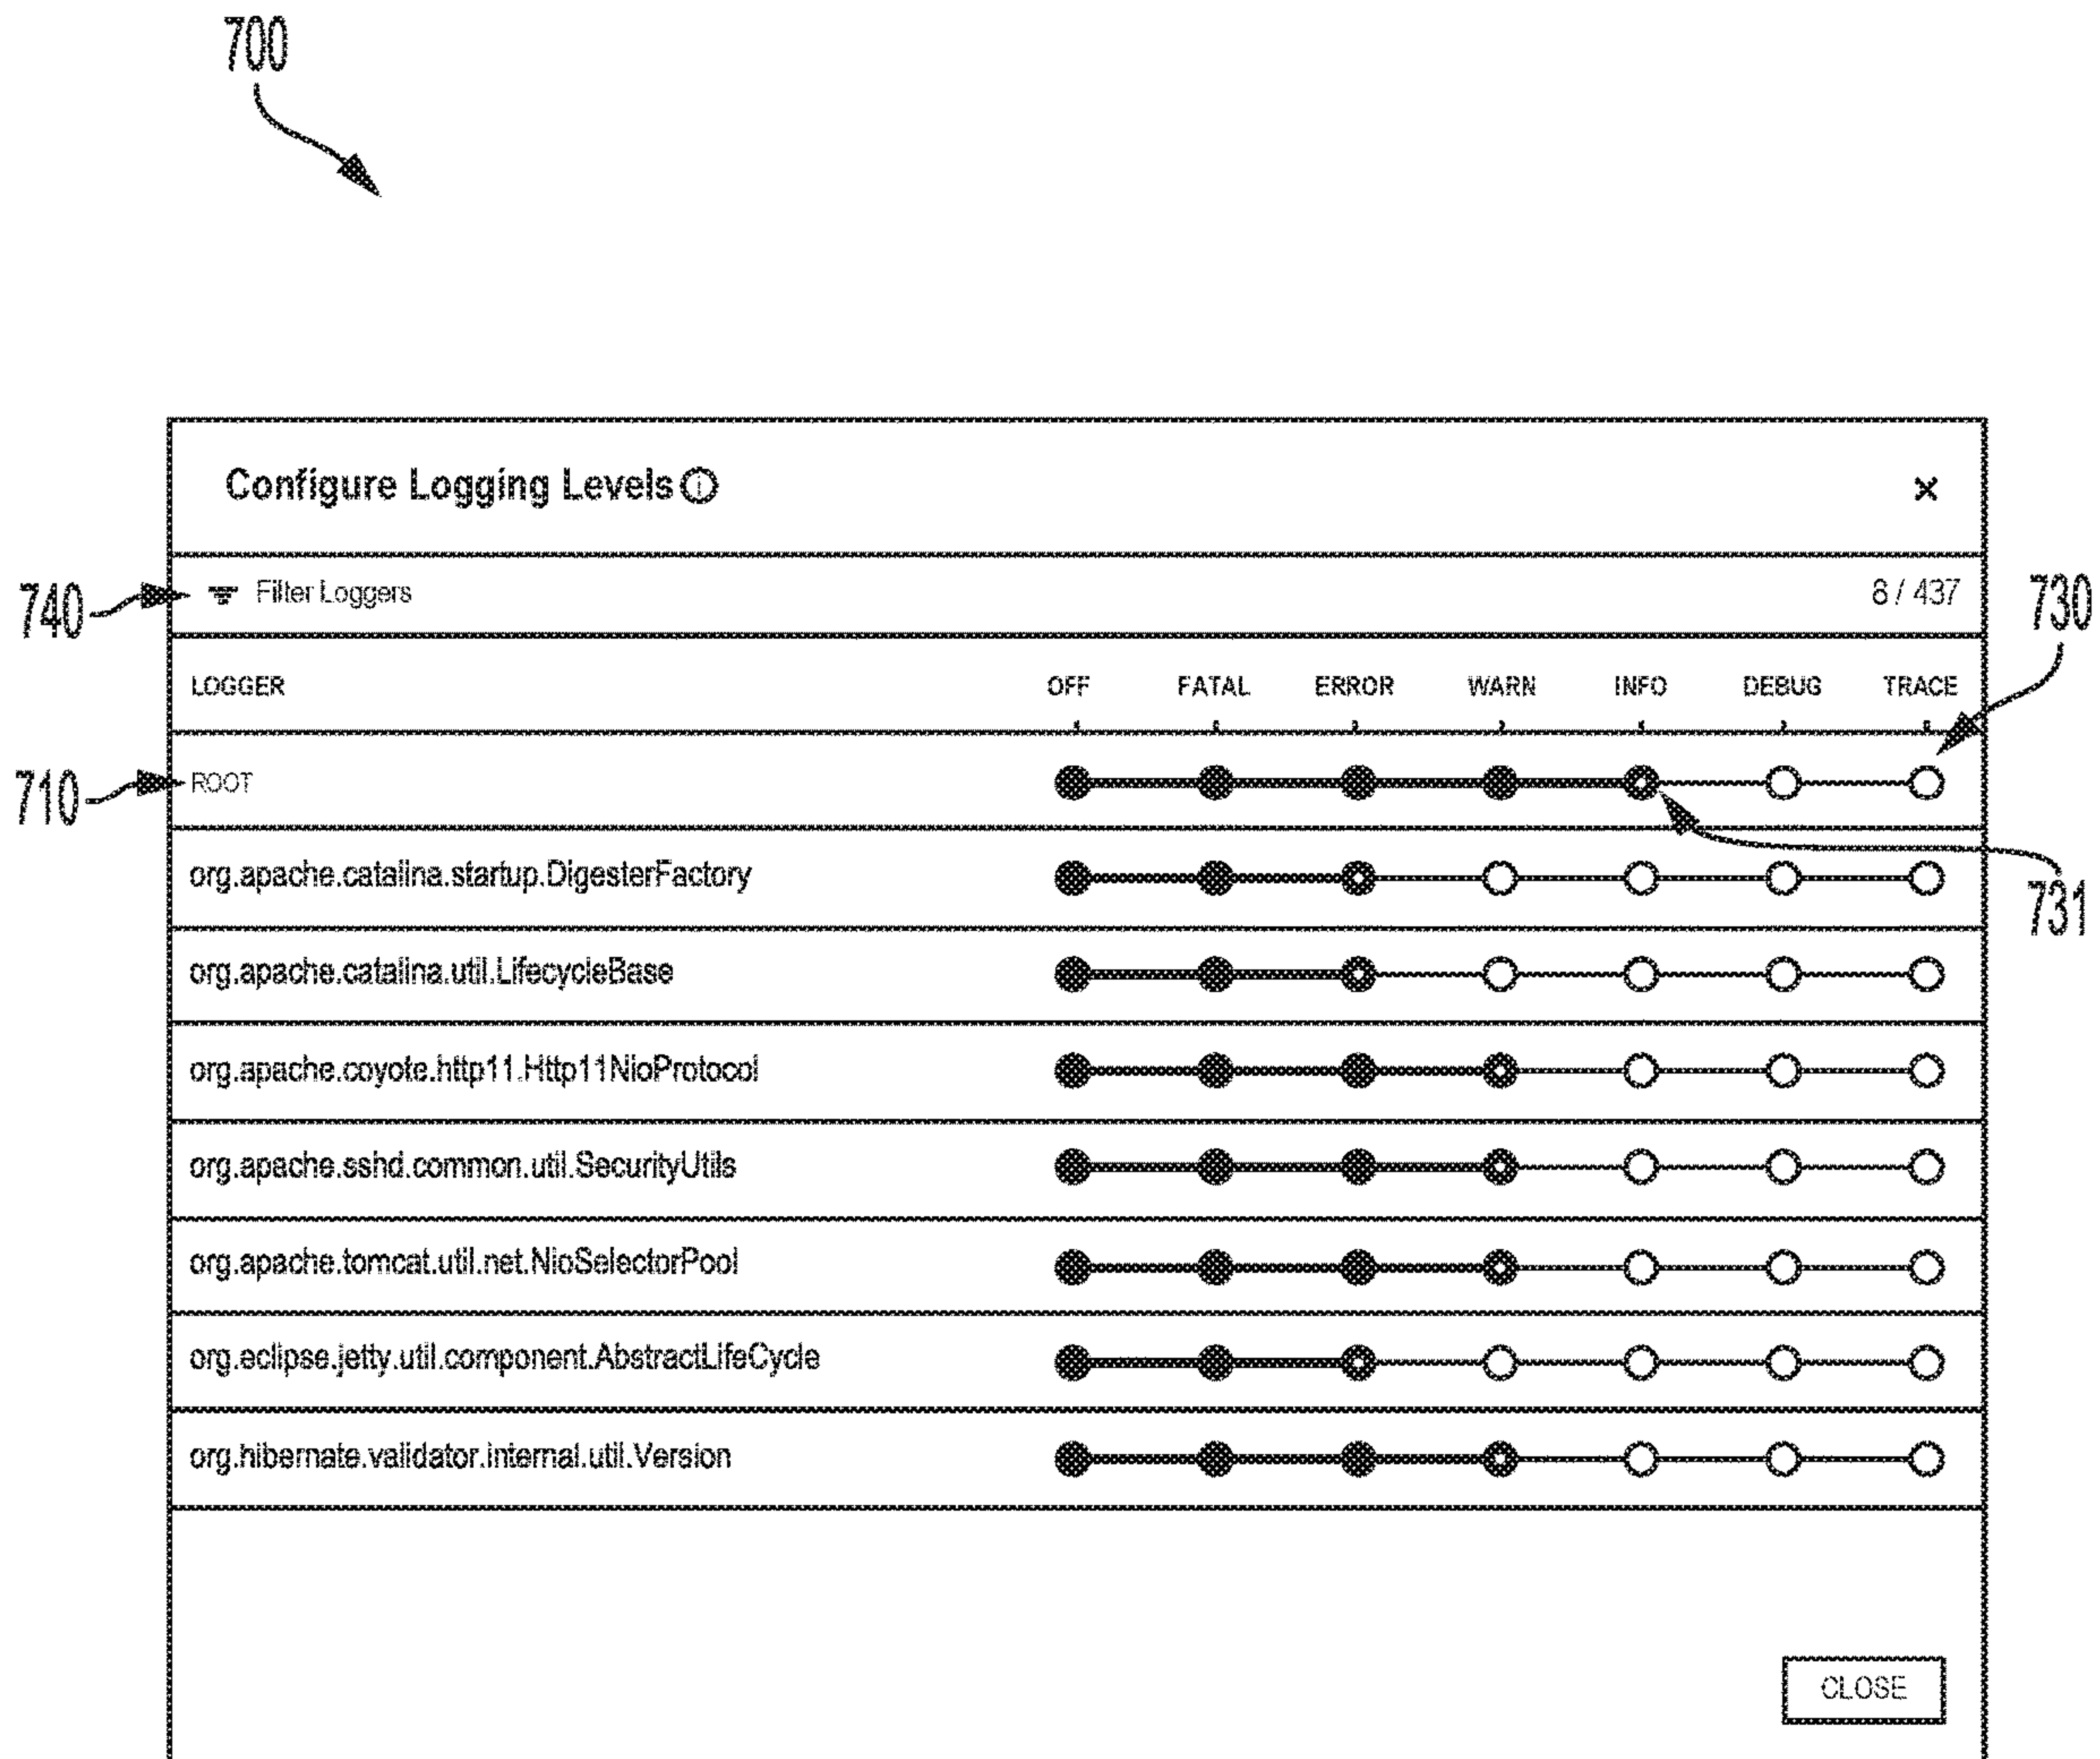 700
Configure Logging Levels ⓘ ×
740 Filter Loggers 8 / 437 730
LOGGER OFF FATAL ERROR WARN INFO DEBUG TRACE
710 ROOT
org.apache.catalina.startup.DigesterFactory
731
org.apache.catalina.util.LifecycleBase
org.apache.coyote.http11.Http11NioProtocol
org.apache.sshd.common.util.SecurityUtils
org.apache.tomcat.util.net.NioSelectorPool
org.eclipse.jetty.util.component.AbstractLifeCycle
org.hibernate.validator.internal.util.Version
CLOSE